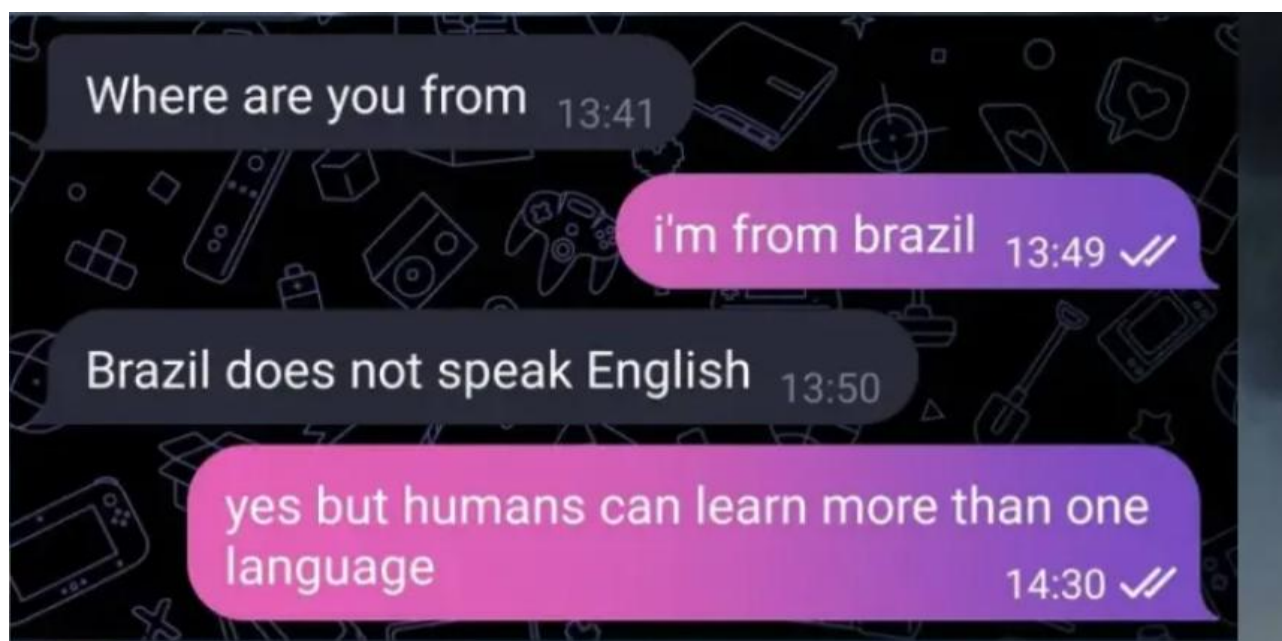 Where are you from 13:41
i'm from brazil 13:49
Brazil does not speak English 13:50
yes but humans can learn more than one
language 14:30